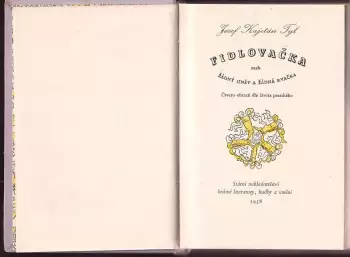 Josef Kajetán Tyl
FIDLOVAČKA
aneb
ŽÁDNÝ HNĚV A ŽÁDNÁ RVAČKA
Čtvero obrazů dle života pražského
Státní nakladatelství
krásné literatury, hudby a umění
1958